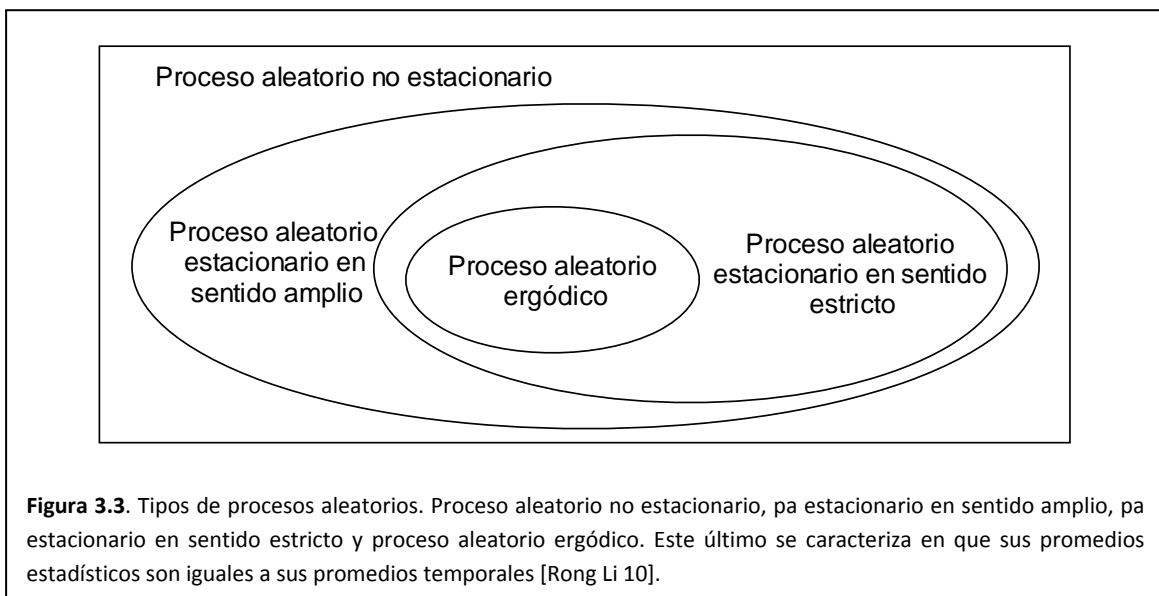 Proceso aleatorio no estacionario
Proceso aleatorio
estacionario en
sentido amplio
Proceso aleatorio
ergódico
Proceso aleatorio
estacionario en sentido
estricto
Figura 3.3. Tipos de procesos aleatorios. Proceso aleatorio no estacionario, pa estacionario en sentido amplio, pa
estacionario en sentido estricto y proceso aleatorio ergódico. Este último se caracteriza en que sus promedios
estadísticos son iguales a sus promedios temporales [Rong Li 10].